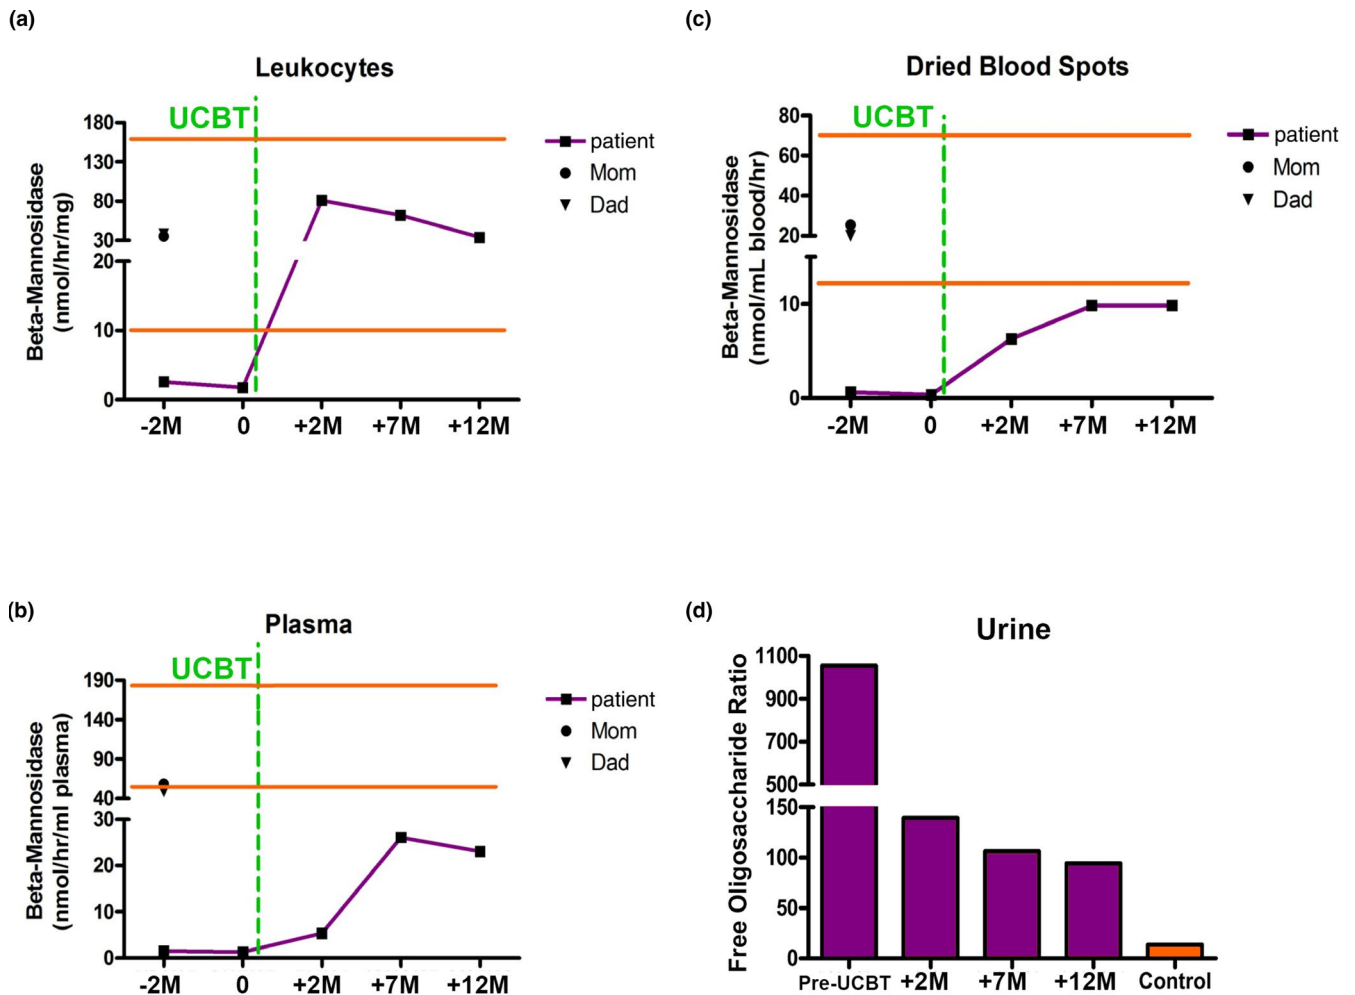 (a)
Leukocytes
UCBT
Beta-Mannosidase
(nmol/hr/mg)
180
130
80
30
20
10
0
-2M 0 +2M +7M +12M
patient
Mom
Dad
(c)
Dried Blood Spots
UCBT
Beta-Mannosidase
(nmol/mL blood/hr)
80
60
40
20
10
0
-2M 0 +2M +7M +12M
patient
Mom
Dad
(b)
Plasma
UCBT
Beta-Mannosidase
(nmol/hr/ml plasma)
190
140
90
40
30
20
10
0
-2M 0 +2M +7M +12M
patient
Mom
Dad
(d)
Urine
Free Oligosaccharide Ratio
1100
900
700
500
150
100
50
0
Pre-UCBT +2M +7M +12M Control